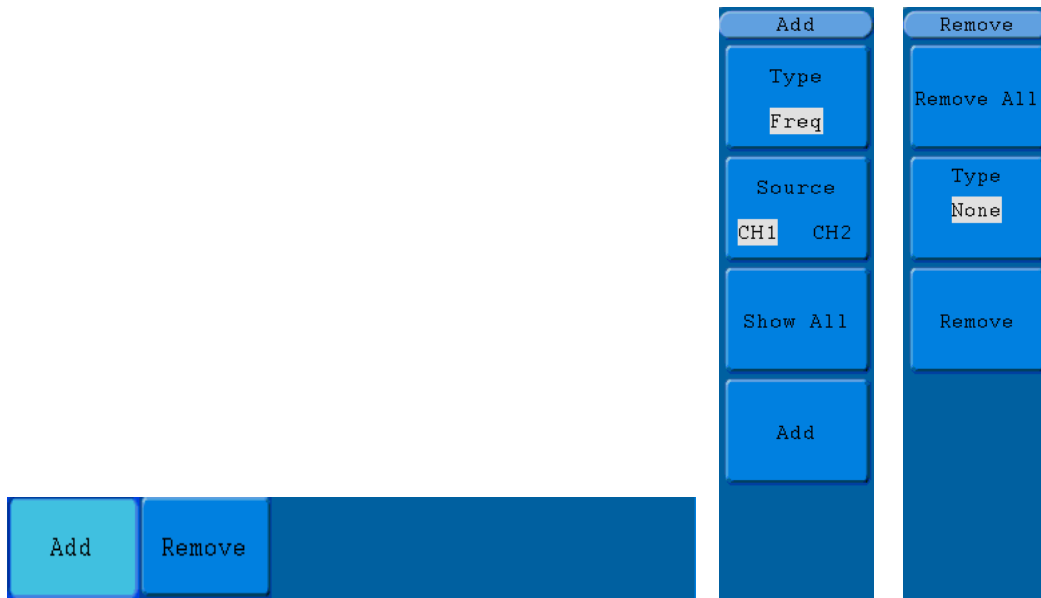 Add
Type
Freq
Source
CH1 CH2
Show All
Add
Remove
Remove All
Type
None
Remove
Add Remove